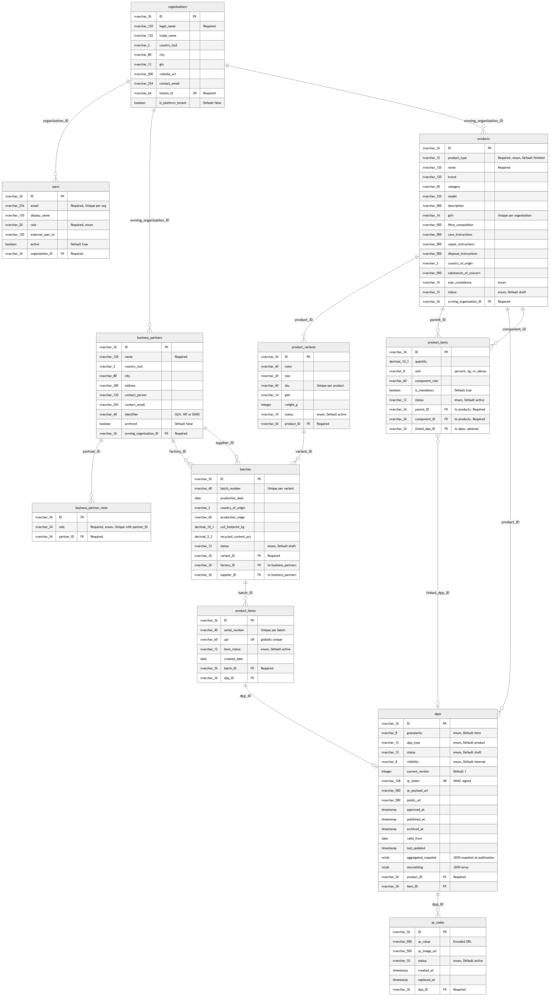 organizations
nvarchar_36 ID PK
nvarchar_120 legal_name Required
nvarchar_120 trade_name
nvarchar_2 country_iso2
nvarchar_80 city
nvarchar_13 gln
nvarchar_500 website_url
nvarchar_254 contact_email
nvarchar_64 tenant_id UK Required
boolean is_platform_tenant Default false
organization_ID
owning_organization_ID
owning_organization_ID
products
nvarchar_36 ID PK
nvarchar_12 product_type Required, enum, Default finished
nvarchar_120 name Required
nvarchar_120 brand
nvarchar_60 category
nvarchar_120 model
nvarchar_500 description
nvarchar_14 gtin Unique per organisation
nvarchar_500 fibre_composition
nvarchar_500 care_instructions
nvarchar_500 repair_instructions
nvarchar_500 disposal_instructions
nvarchar_2 country_of_origin
nvarchar_500 substances_of_concern
nvarchar_16 espr_compliance enum
nvarchar_12 status enum, Default draft
nvarchar_36 owning_organization_ID FK Required
users
nvarchar_36 ID PK
nvarchar_254 email Required, Unique per org
nvarchar_120 display_name
nvarchar_20 role Required, enum
nvarchar_120 external_user_id
boolean active Default true
nvarchar_36 organization_ID FK Required
product_ID
parent_ID
component_ID
business_partners
nvarchar_36 ID PK
nvarchar_120 name Required
nvarchar_2 country_iso2
nvarchar_80 city
nvarchar_200 address
nvarchar_120 contact_person
nvarchar_254 contact_email
nvarchar_40 identifier GLN, VAT or DUNS
boolean archived Default false
nvarchar_36 owning_organization_ID FK Required
product_variants
nvarchar_36 ID PK
nvarchar_40 color
nvarchar_20 size
nvarchar_40 sku Unique per product
nvarchar_14 gtin
integer weight_g
nvarchar_10 status enum, Default active
nvarchar_36 product_ID FK Required
product_boms
nvarchar_36 ID PK
decimal_10_3 quantity
nvarchar_8 unit percent, kg, m, pieces
nvarchar_60 component_role
boolean is_mandatory Default true
nvarchar_12 status enum, Default active
nvarchar_36 parent_ID FK to products, Required
nvarchar_36 component_ID FK to products, Required
nvarchar_36 linked_dpp_ID FK to dpps, optional
partner_ID
factory_ID
supplier_ID
variant_ID
batches
nvarchar_36 ID PK
nvarchar_40 batch_number Unique per variant
date production_date
nvarchar_2 country_of_origin
nvarchar_60 production_stage
decimal_10_3 co2_footprint_kg
decimal_5_2 recycled_content_pct
nvarchar_12 status enum, Default draft
nvarchar_36 variant_ID FK Required
nvarchar_36 factory_ID FK to business_partners
nvarchar_36 supplier_ID FK to business_partners
business_partner_roles
nvarchar_36 ID PK
nvarchar_24 role Required, enum, Unique with partner_ID
nvarchar_36 partner_ID FK Required
product_ID
batch_ID
linked_dpp_ID
product_items
nvarchar_36 ID PK
nvarchar_40 serial_number Unique per batch
nvarchar_60 upi UK globally unique
nvarchar_12 item_status enum, Default active
date created_date
nvarchar_36 batch_ID FK Required
nvarchar_36 dpp_ID FK
dpp_ID
dpps
nvarchar_36 ID PK
nvarchar_8 granularity enum, Default item
nvarchar_12 dpp_type enum, Default product
nvarchar_12 status enum, Default draft
nvarchar_8 visibility enum, Default internal
integer current_version Default 1
nvarchar_128 qr_token UK HMAC signed
nvarchar_500 qr_payload_url
nvarchar_500 public_url
timestamp approved_at
timestamp published_at
timestamp archived_at
date valid_from
timestamp last_updated
nclob aggregated_snapshot JSON snapshot at publication
nclob storytelling JSON array
nvarchar_36 product_ID FK Required
nvarchar_36 item_ID FK
dpp_ID
qr_codes
nvarchar_36 ID PK
nvarchar_500 qr_value Encoded URL
nvarchar_500 qr_image_url
nvarchar_10 status enum, Default active
timestamp created_at
timestamp replaced_at
nvarchar_36 dpp_ID FK Required